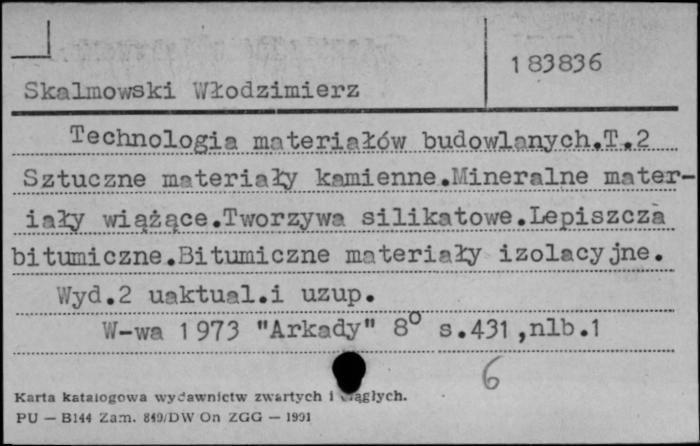 183836
Skalmowski Włodzimierz
Technologia materiałów budowlanych.T.2
Sztuczne materiały kamienne.Mineralne mater-
iały wiążące.Tworzywa silikatowe.Lepiszcza
bitumiczne.Bitumiczne materiały izolacyjne.
Wyd.2 uaktual.i uzup.
W-wa 1973 "Arkady" 8° s.431,nlb.1
6
Karta katalogowa wydawnictw zwartych i ciągłych.
PU — B144 Zam. 849/DW On ZGG — 1991